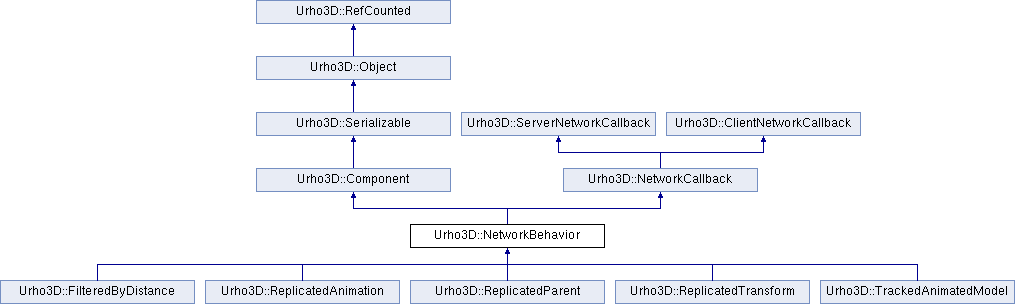 Urho3D::RefCounted
Urho3D::Object
Urho3D::Serializable
Urho3D::ServerNetworkCallback
Urho3D::ClientNetworkCallback
Urho3D::Component
Urho3D::NetworkCallback
Urho3D::NetworkBehavior
Urho3D::FilteredByDistance
Urho3D::ReplicatedAnimation
Urho3D::ReplicatedParent
Urho3D::ReplicatedTransform
Urho3D::TrackedAnimatedModel